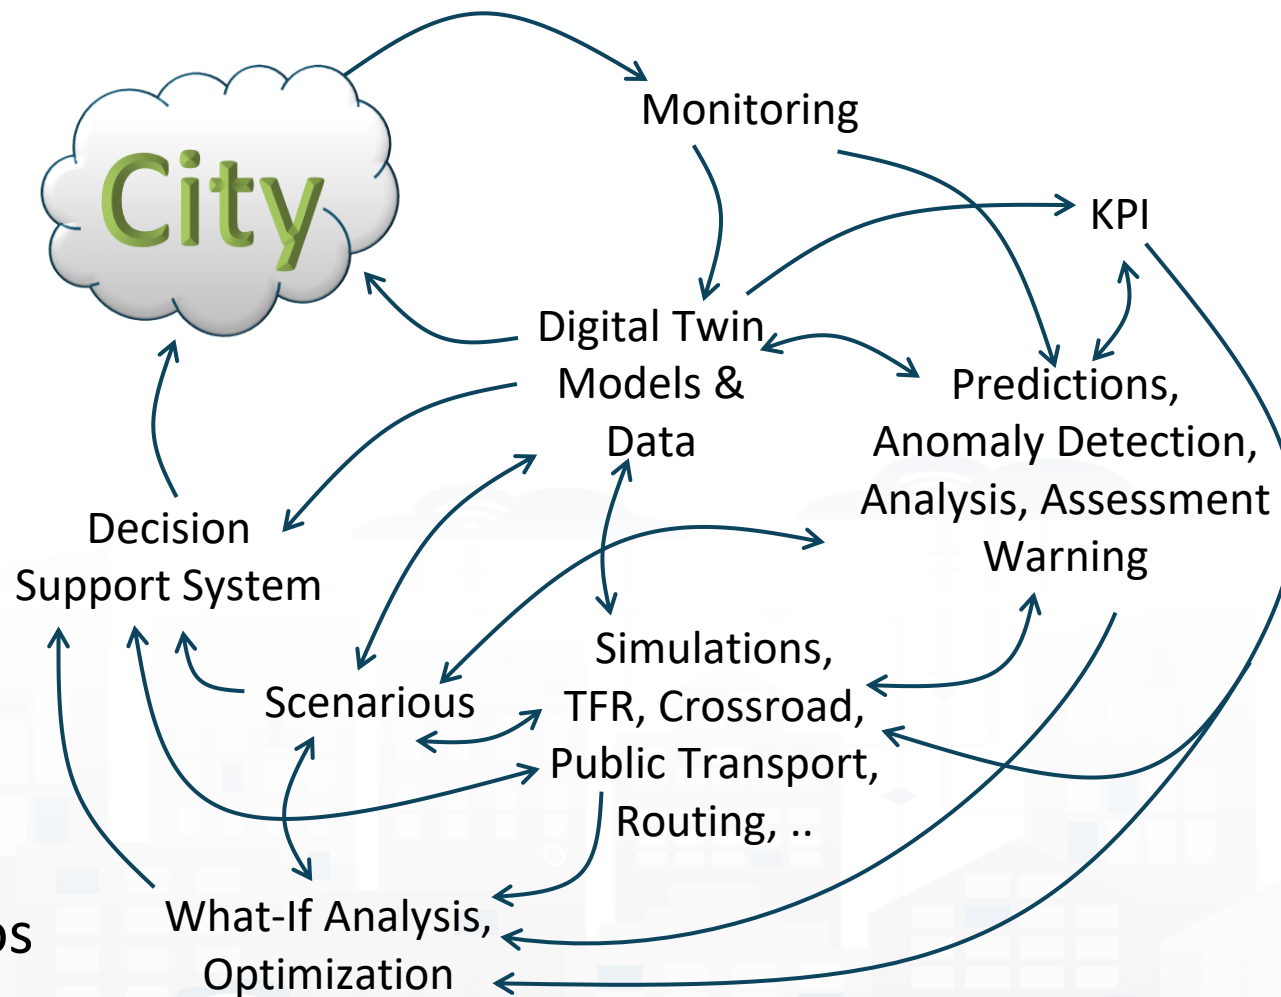 City
Monitoring
KPI
Digital Twin
Models &
Data
Predictions,
Anomaly Detection,
Analysis, Assessment
Warning
Decision
Support System
Scenarious
Simulations,
TFR, Crossroad,
Public Transport,
Routing, ..
What-If Analysis,
Optimization